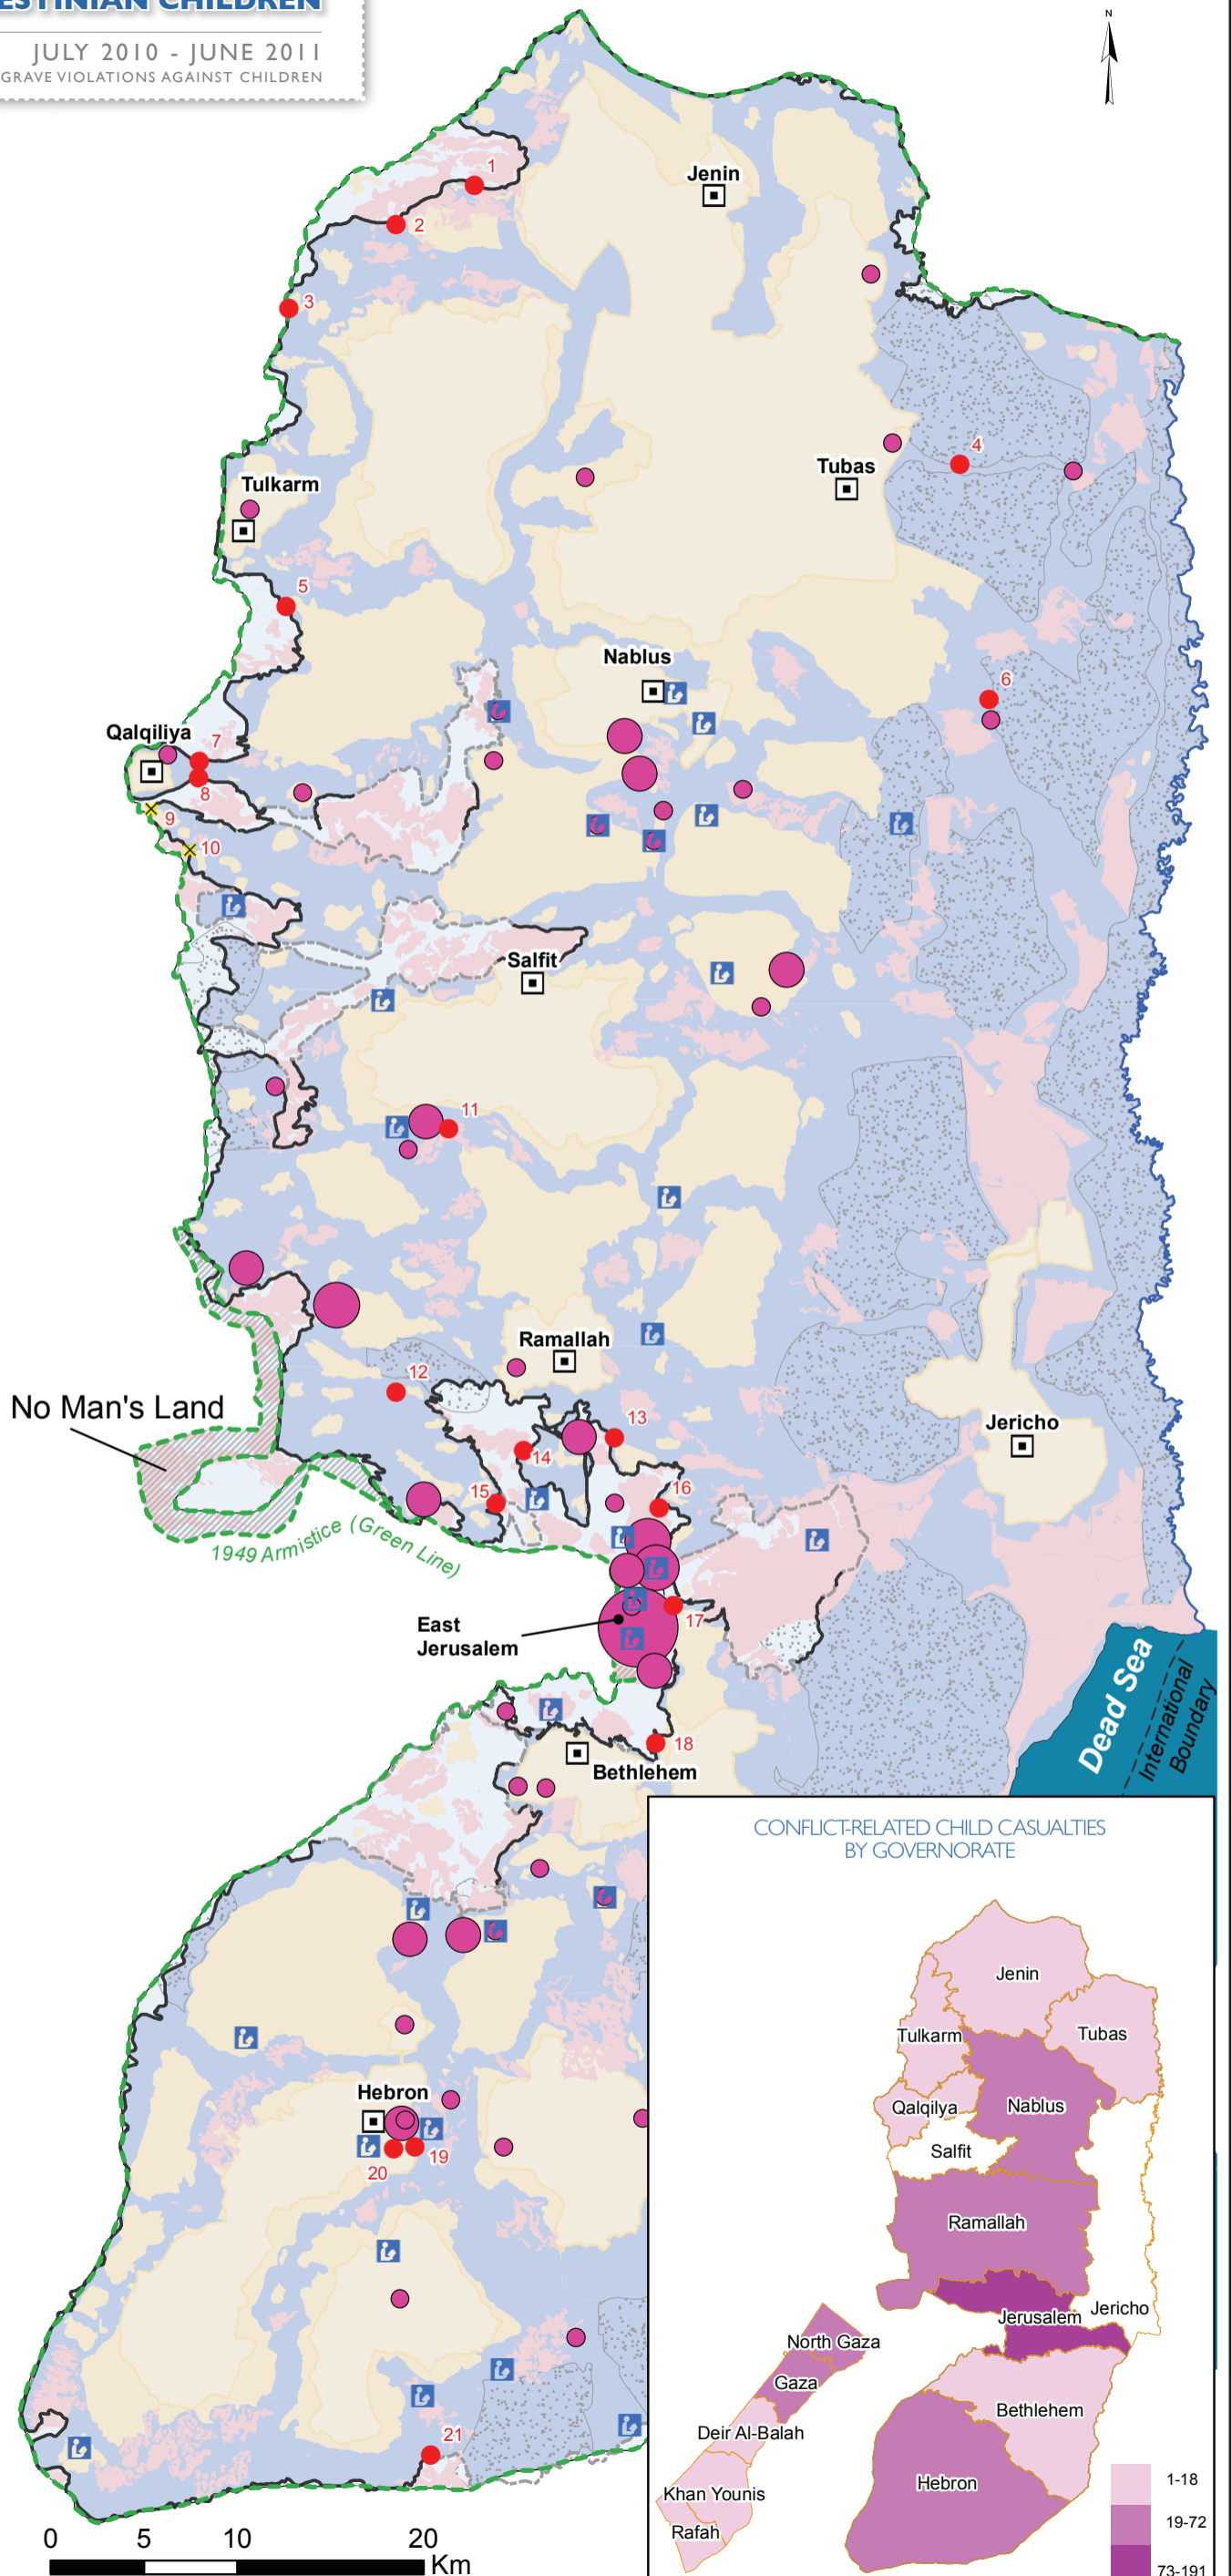 ESTINIAN CHILDREN
JULY 2010 - JUNE 2011
GRAVE VIOLATIONS AGAINST CHILDREN
N
1
Jenin
2
3
4
Tubas
Tulkarm
5
Nablus
6
Qalqiliya
7
8
9
10
Salfit
11
Ramallah
12
No Man's Land
13
Jericho
14
15
16
1949 Armistice (Green Line)
East
Jerusalem
17
Dead Sea
International
Boundary
18
Bethlehem
Hebron
19
20
21
0 5 10 20
Km
CONFLICT-RELATED CHILD CASUALTIES
BY GOVERNORATE
Jenin
Tulkarm
Tubas
Qalqilya
Nablus
Salfit
Ramallah
Jericho
Jerusalem
North Gaza
Gaza
Bethlehem
Deir Al-Balah
Hebron
Khan Younis
Rafah
1-18
19-72
73-191